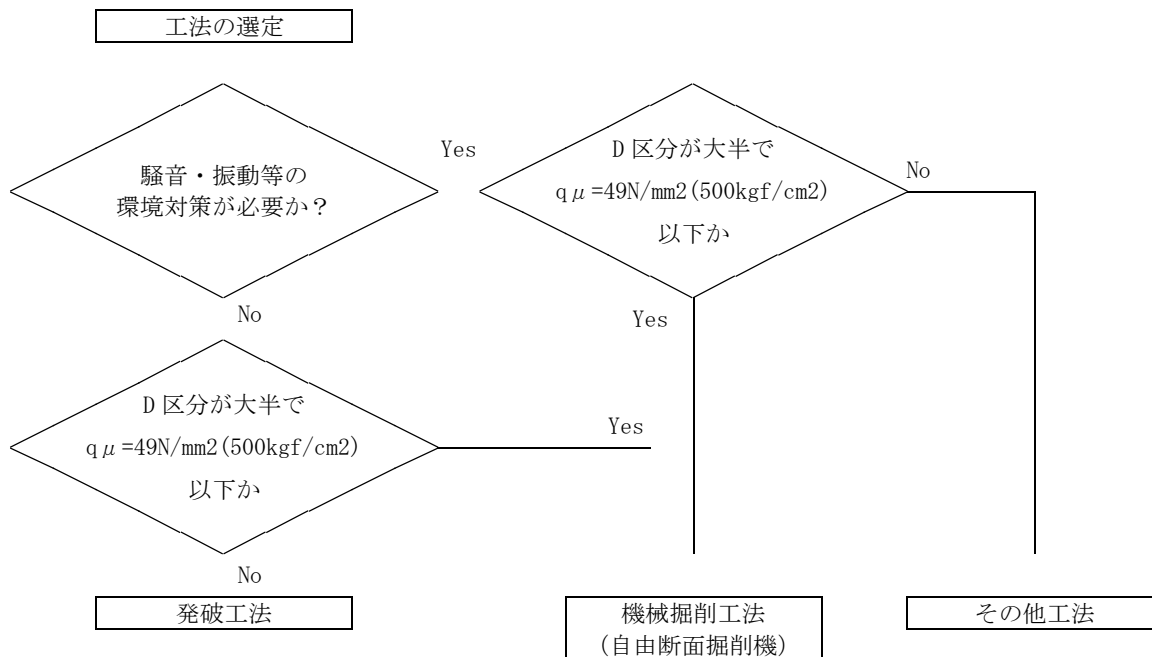 工法の選定
騒音・振動等の
環境対策が必要か？
Yes
D 区分が大半で
qμ=49N/mm2(500kgf/cm2)
以下か
No
No
Yes
D 区分が大半で
qμ=49N/mm2(500kgf/cm2)
以下か
Yes
No
発破工法
機械掘削工法
(自由断面掘削機)
その他工法